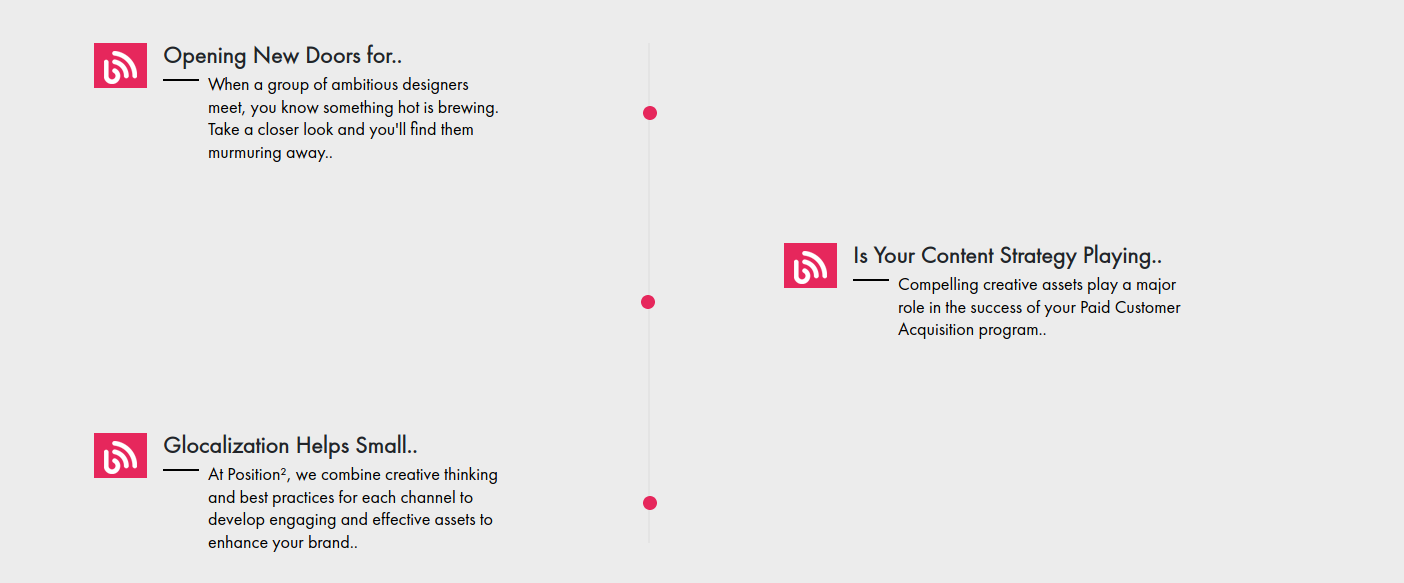 Opening New Doors for..
When a group of ambitious designers
meet, you know something hot is brewing.
Take a closer look and you'll find them
murmuring away..
Is Your Content Strategy Playing..
Compelling creative assets play a major
role in the success of your Paid Customer
Acquisition program..
Glocalization Helps Small..
At Position², we combine creative thinking
and best practices for each channel to
develop engaging and effective assets to
enhance your brand..